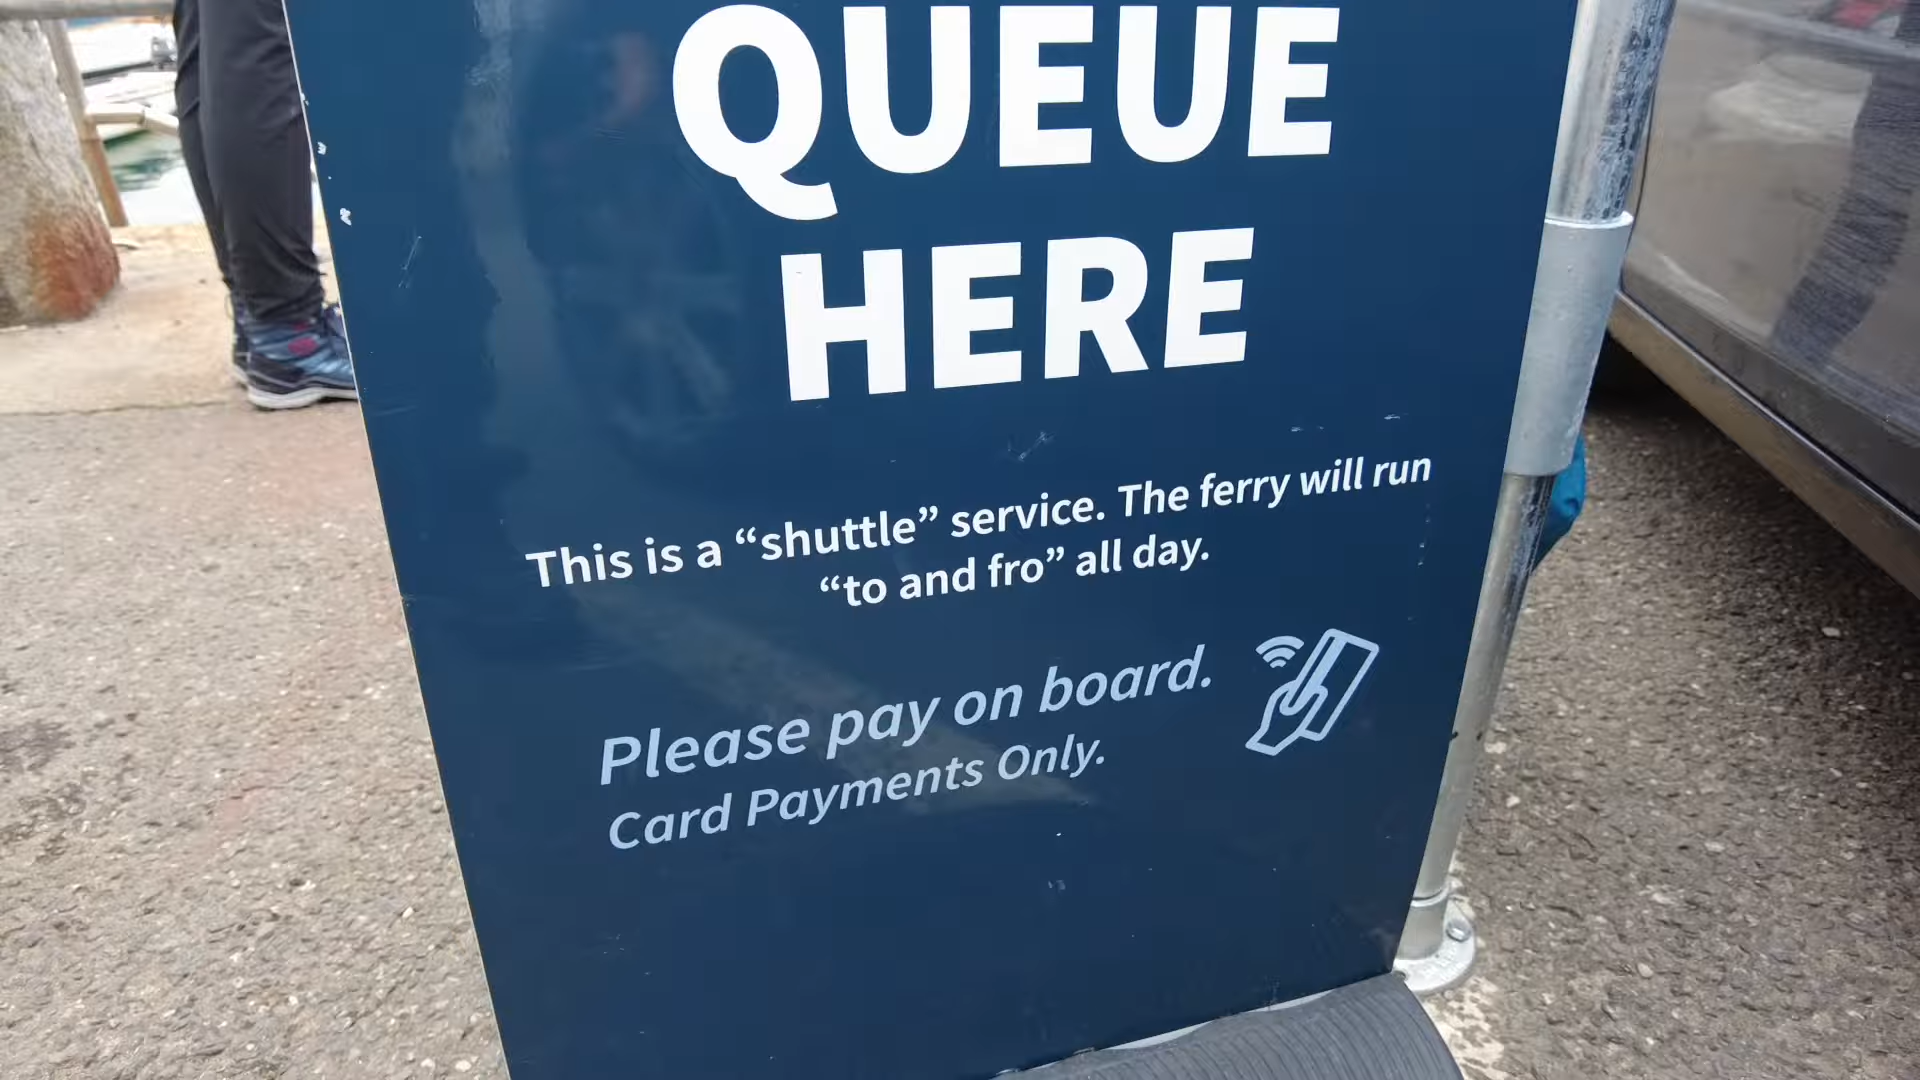 QUEUE
HERE
This is a “shuttle” service. The ferry will run
“to and fro” all day.
Please pay on board.
Card Payments Only.